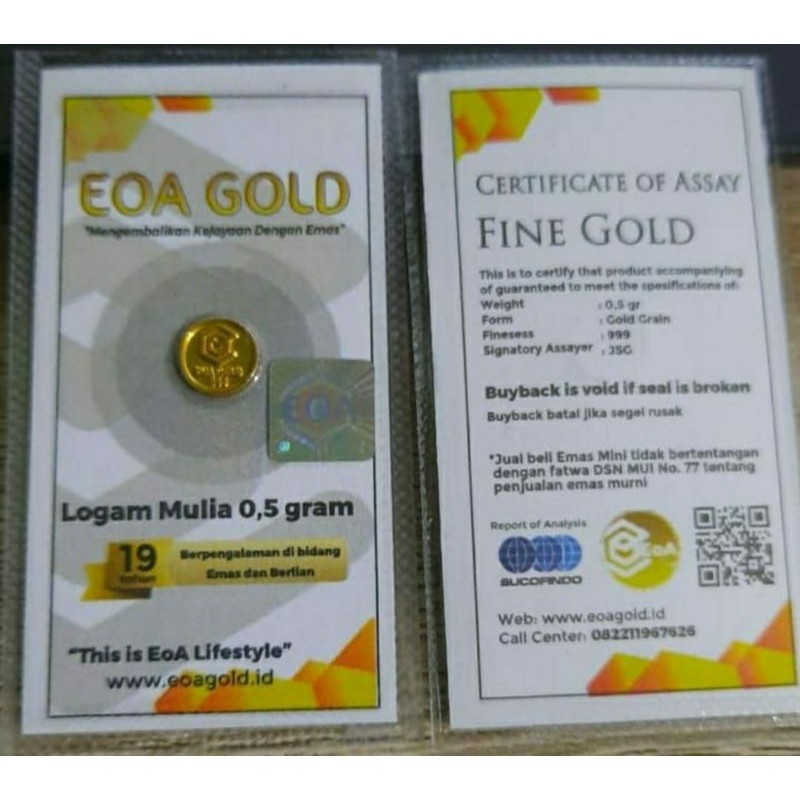 EOA GOLD
"Mengembalikan Kejayaan Dengan Emas"
EOA
Logam Mulia 0,5 gram
19
tahun
Berpengalaman di bidang
Emas dan Berlian
"This is EoA Lifestyle"
www.eoagold.id
CERTIFICATE OF ASSAY
FINE GOLD
This is to certify that product accompaniying
of guaranteed to meet the spesifications of:
Weight : 0,5 gr
Form : Gold Grain
Finesess : 999
Signatory Assayer : JSG
Buyback is void if seal is broken
Buyback batal jika segel rusak
*Jual beli Emas Mini tidak bertentangan
dengan fatwa DSN MUI No. 77 tentang
penjualan emas murni
Report of Analysis
SUCOFINDO
EoA
Web: www.eoagold.id
Call Center: 082211967626